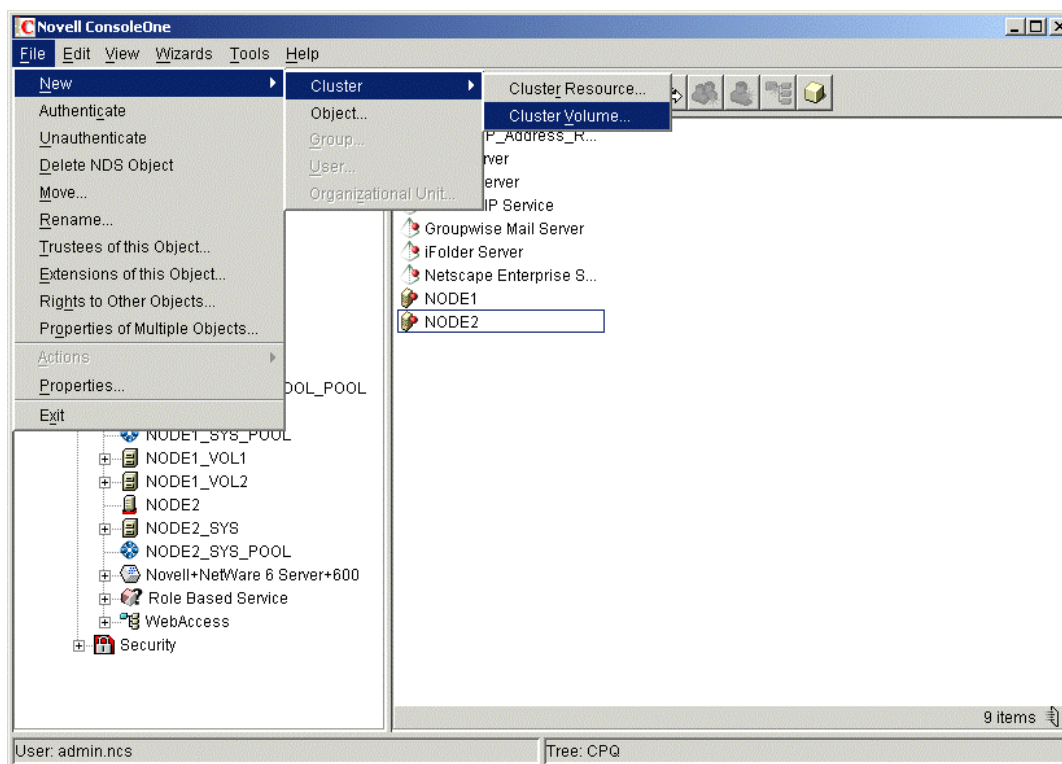 Novell ConsoleOne
File Edit View Wizards Tools Help
New
Authenticate
Unauthenticate
Delete NDS Object
Move...
Rename...
Trustees of this Object...
Extensions of this Object...
Rights to Other Objects...
Properties of Multiple Objects...
Actions
Properties...
Exit
Cluster
Object...
Group...
User...
Organizational Unit...
Cluster Resource...
Cluster Volume...
P_Address_R...
IP Service
Groupwise Mail Server
iFolder Server
Netscape Enterprise S...
NODE1
NODE2
OOL_POOL
NODE1_SYS_POOL
NODE1_VOL1
NODE1_VOL2
NODE2
NODE2_SYS
NODE2_SYS_POOL
Novell+NetWare 6 Server+600
Role Based Service
WebAccess
Security
9 items
User: admin.ncs
Tree: CPQ